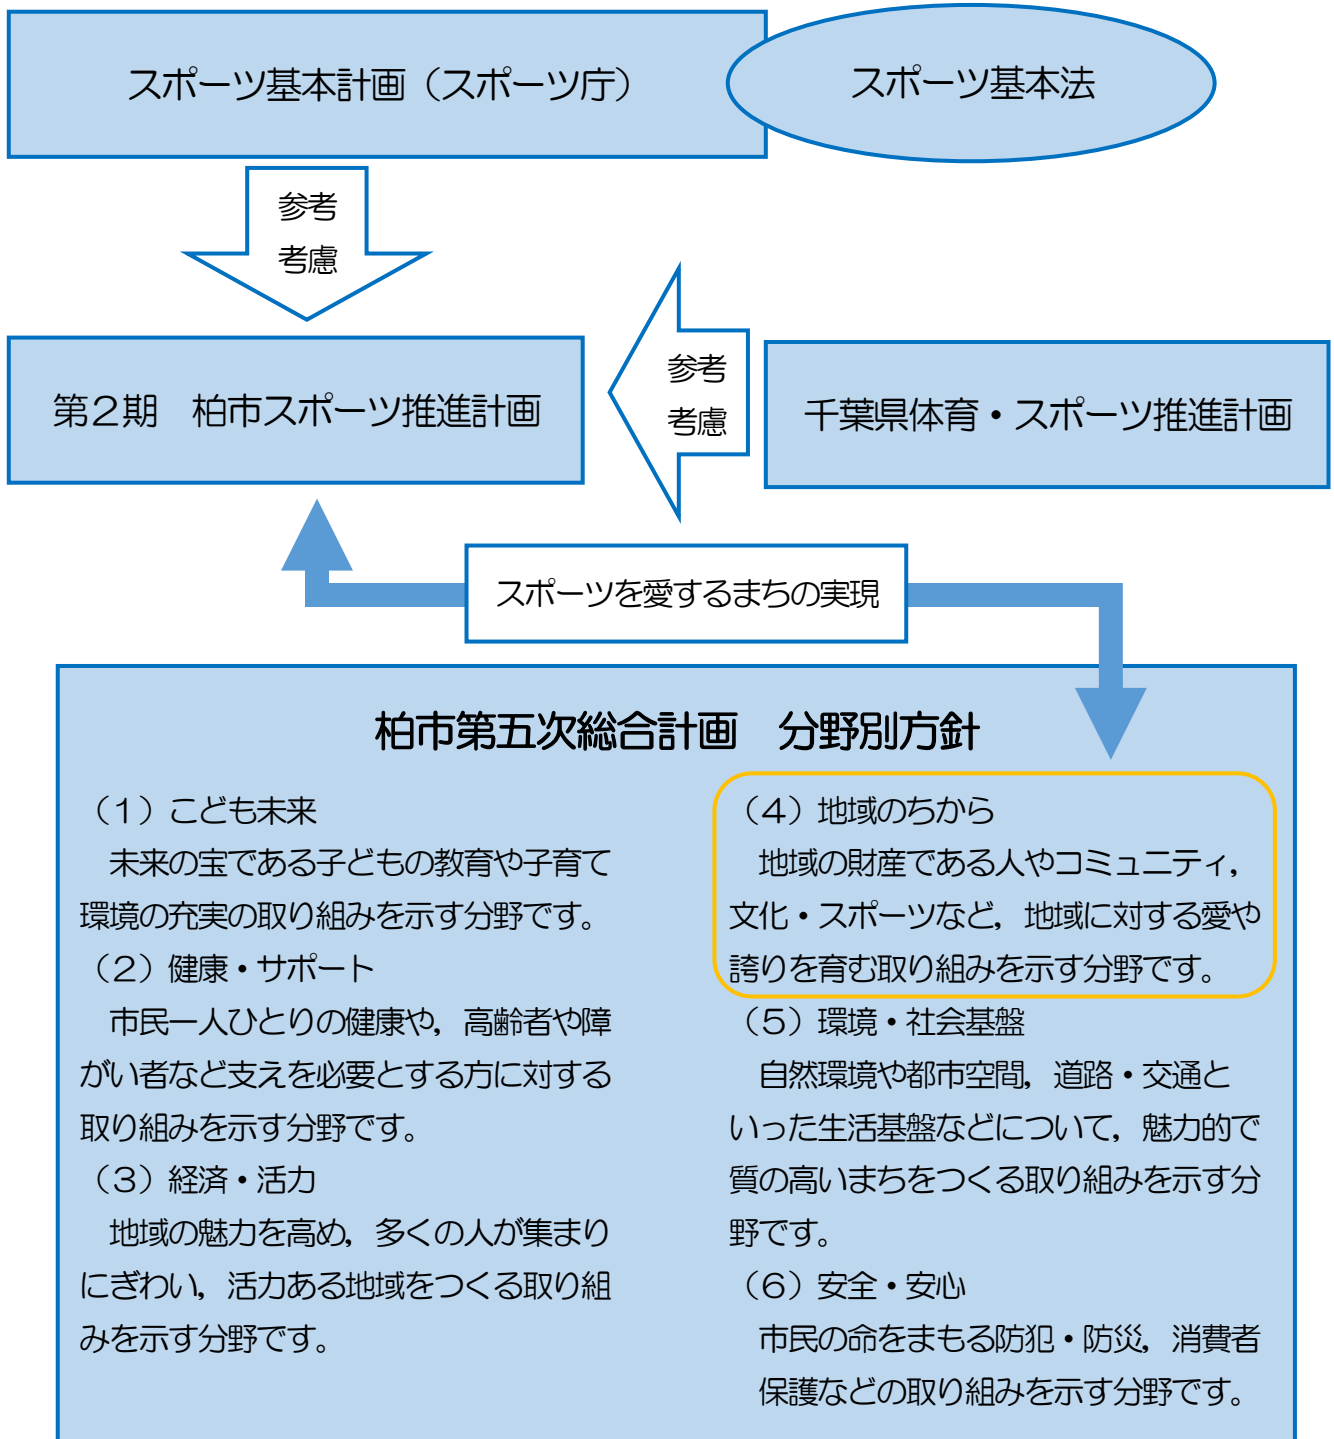 スポーツ基本計画（スポーツ庁）
スポーツ基本法
参考
考慮
第２期　柏市スポーツ推進計画
参考
考慮
千葉県体育・スポーツ推進計画
スポーツを愛するまちの実現
柏市第五次総合計画　分野別方針
（１）こども未来
未来の宝である子どもの教育や子育て
環境の充実の取り組みを示す分野です。
（２）健康・サポート
市民一人ひとりの健康や，高齢者や障
がい者など支えを必要とする方に対する
取り組みを示す分野です。
（３）経済・活力
地域の魅力を高め，多くの人が集まり
にぎわい，活力ある地域をつくる取り組
みを示す分野です。
（４）地域のちから
地域の財産である人やコミュニティ，
文化・スポーツなど，地域に対する愛や
誇りを育む取り組みを示す分野です。
（５）環境・社会基盤
自然環境や都市空間，道路・交通と
いった生活基盤などについて，魅力的で
質の高いまちをつくる取り組みを示す分
野です。
（６）安全・安心
市民の命をまもる防犯・防災，消費者
保護などの取り組みを示す分野です。